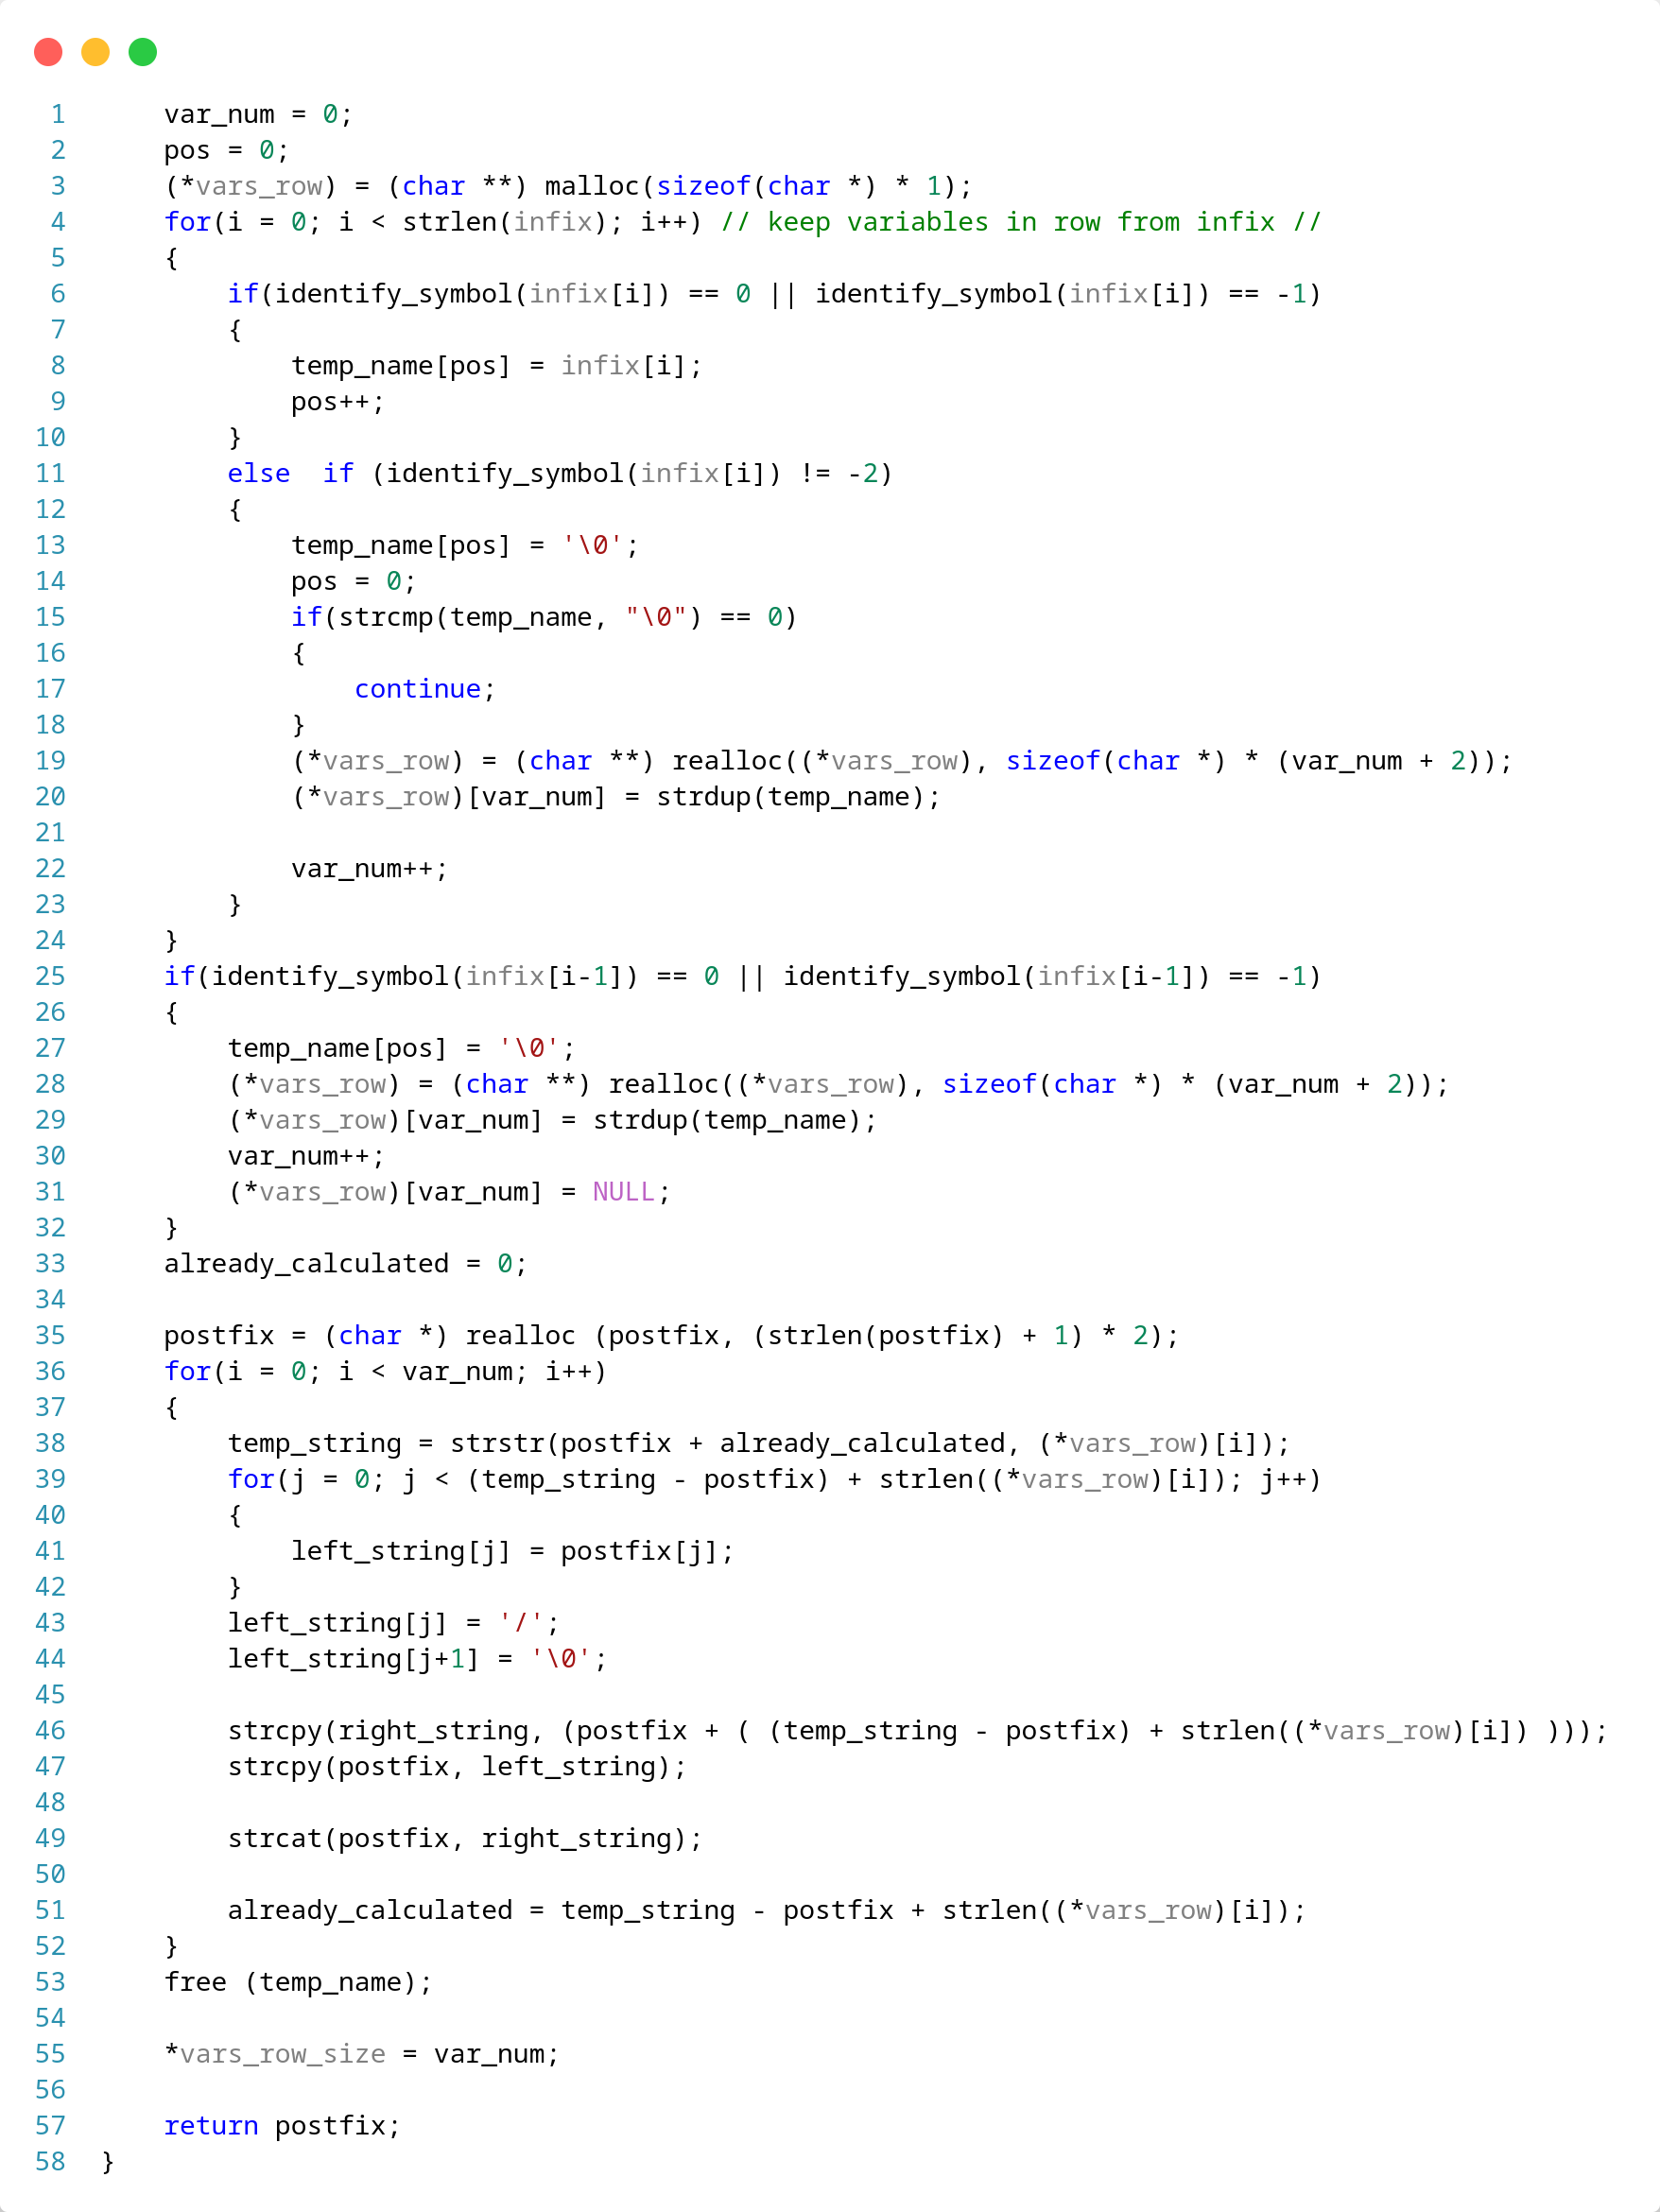 1 var_num = 0;
2 pos = 0;
3 (*vars_row) = (char **) malloc(sizeof(char *) * 1);
4 for(i = 0; i < strlen(infix); i++) // keep variables in row from infix //
5 {
6 if(identify_symbol(infix[i]) == 0 || identify_symbol(infix[i]) == -1)
7 {
8 temp_name[pos] = infix[i];
9 pos++;
10 }
11 else  if (identify_symbol(infix[i]) != -2)
12 {
13 temp_name[pos] = '\0';
14 pos = 0;
15 if(strcmp(temp_name, "\0") == 0)
16 {
17 continue;
18 }
19 (*vars_row) = (char **) realloc((*vars_row), sizeof(char *) * (var_num + 2));
20 (*vars_row)[var_num] = strdup(temp_name);
21
22 var_num++;
23 }
24 }
25 if(identify_symbol(infix[i-1]) == 0 || identify_symbol(infix[i-1]) == -1)
26 {
27 temp_name[pos] = '\0';
28 (*vars_row) = (char **) realloc((*vars_row), sizeof(char *) * (var_num + 2));
29 (*vars_row)[var_num] = strdup(temp_name);
30 var_num++;
31 (*vars_row)[var_num] = NULL;
32 }
33 already_calculated = 0;
34
35 postfix = (char *) realloc (postfix, (strlen(postfix) + 1) * 2);
36 for(i = 0; i < var_num; i++)
37 {
38 temp_string = strstr(postfix + already_calculated, (*vars_row)[i]);
39 for(j = 0; j < (temp_string - postfix) + strlen((*vars_row)[i]); j++)
40 {
41 left_string[j] = postfix[j];
42 }
43 left_string[j] = '/';
44 left_string[j+1] = '\0';
45
46 strcpy(right_string, (postfix + ( (temp_string - postfix) + strlen((*vars_row)[i]) )));
47 strcpy(postfix, left_string);
48
49 strcat(postfix, right_string);
50
51 already_calculated = temp_string - postfix + strlen((*vars_row)[i]);
52 }
53 free (temp_name);
54
55 *vars_row_size = var_num;
56
57 return postfix;
58 }